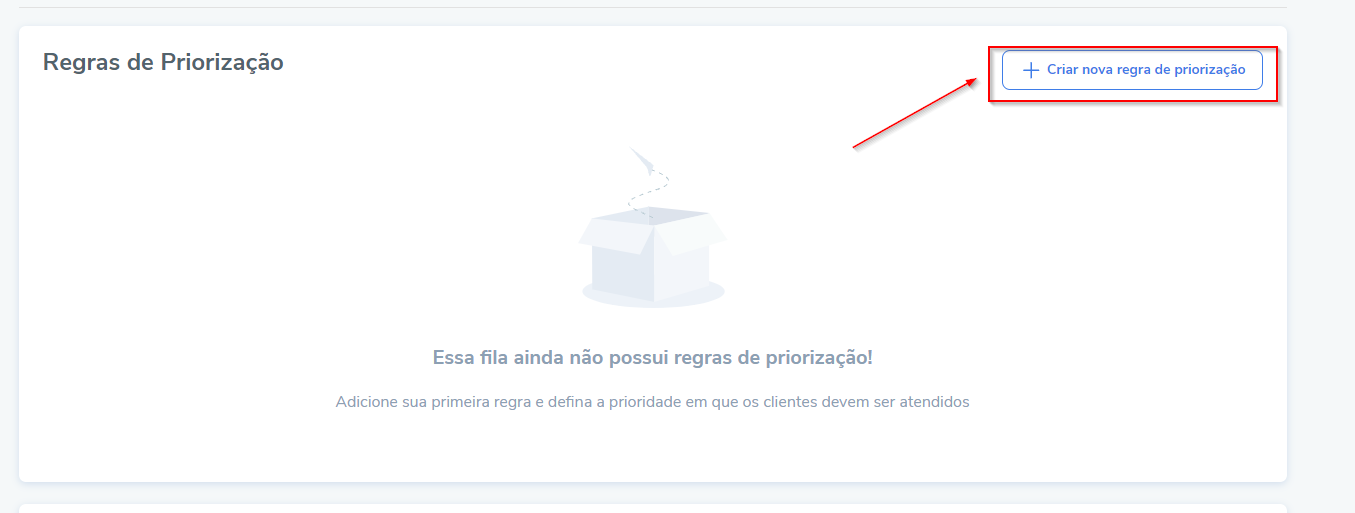 Regras de Priorização
Criar nova regra de priorização
Essa fila ainda não possui regras de priorização!
Adicione sua primeira regra e defina a prioridade em que os clientes devem ser atendidos